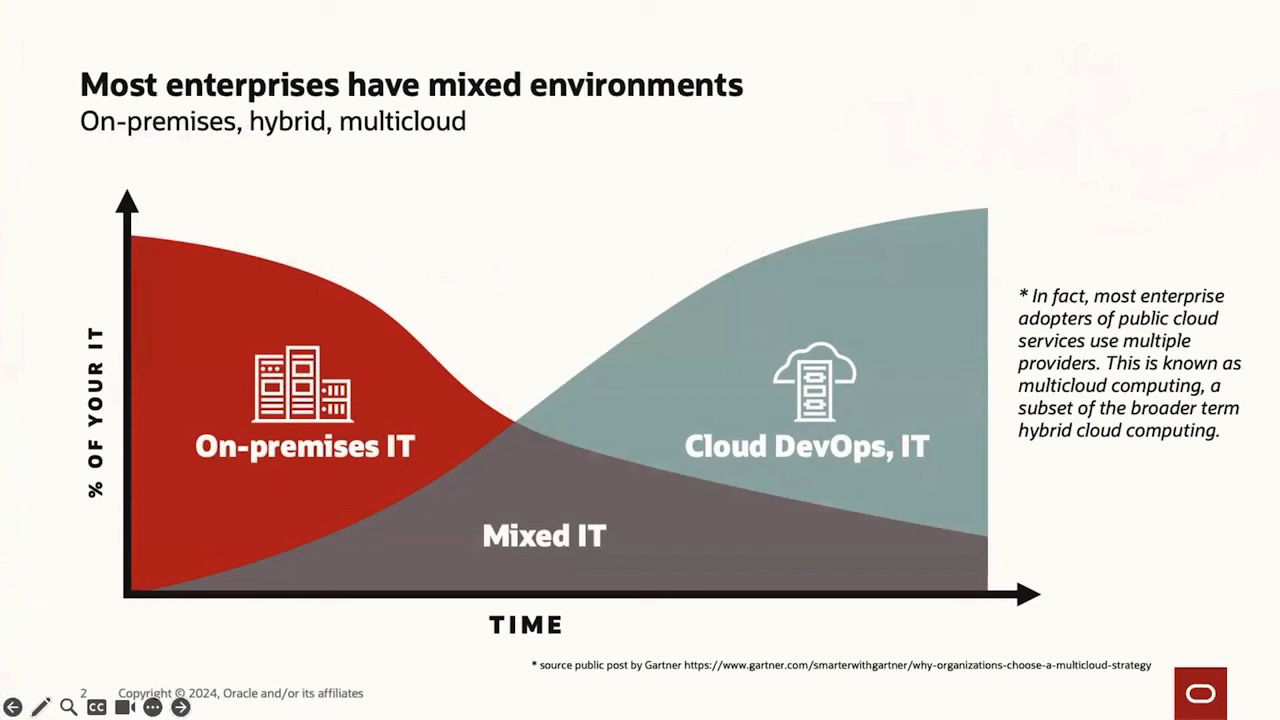 Most enterprises have mixed environments
On-premises, hybrid, multicloud
% OF YOUR IT
On-premises IT
Cloud DevOps, IT
Mixed IT
TIME
* In fact, most enterprise
adopters of public cloud
services use multiple
providers. This is known as
multicloud computing, a
subset of the broader term
hybrid cloud computing.
* source public post by Gartner https://www.gartner.com/smarterwithgartner/why-organizations-choose-a-multicloud-strategy
2 Copyright © 2024, Oracle and/or its affiliates
CC